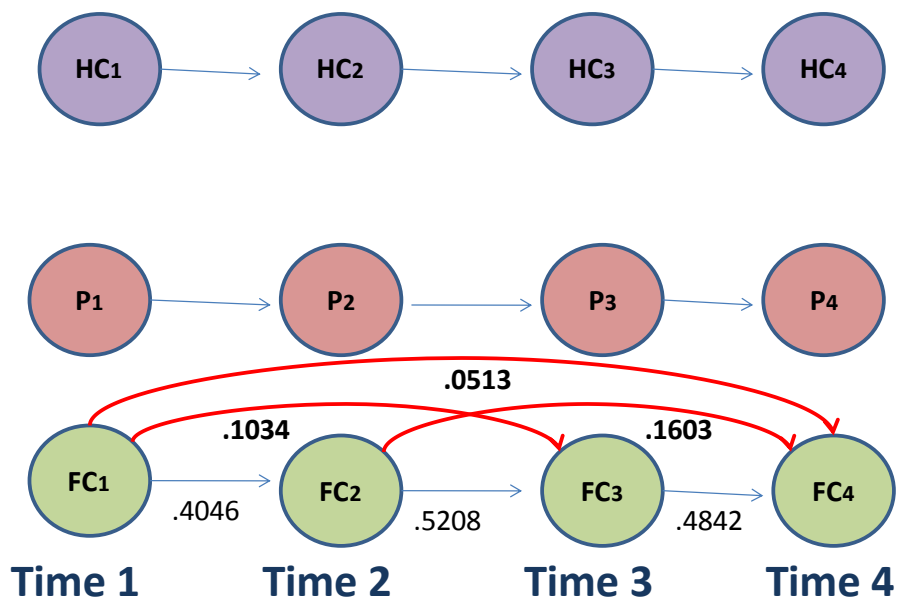 HC1 HC2 HC3 HC4
P1 P2 P3 P4
.0513
.1034 .1603
FC1 FC2 FC3 FC4
.4046 .5208 .4842
Time 1 Time 2 Time 3 Time 4